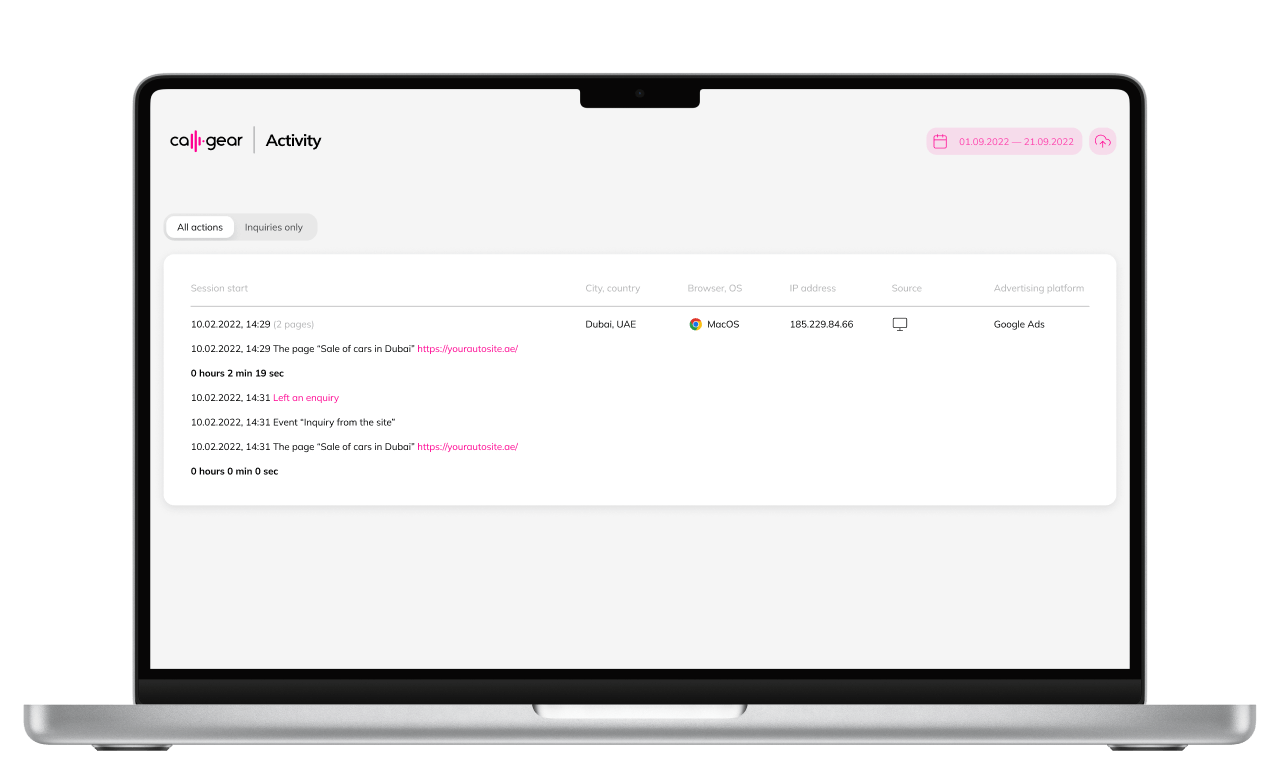 callgear Activity
01.09.2022 — 21.09.2022
All actions Inquiries only
Session start City, country Browser, OS IP address Source Advertising platform
10.02.2022, 14:29 (2 pages) Dubai, UAE MacOS 185.229.84.66 Google Ads
10.02.2022, 14:29 The page “Sale of cars in Dubai” https://yourautosite.ae/
0 hours 2 min 19 sec
10.02.2022, 14:31 Left an enquiry
10.02.2022, 14:31 Event “Inquiry from the site”
10.02.2022, 14:31 The page “Sale of cars in Dubai” https://yourautosite.ae/
0 hours 0 min 0 sec